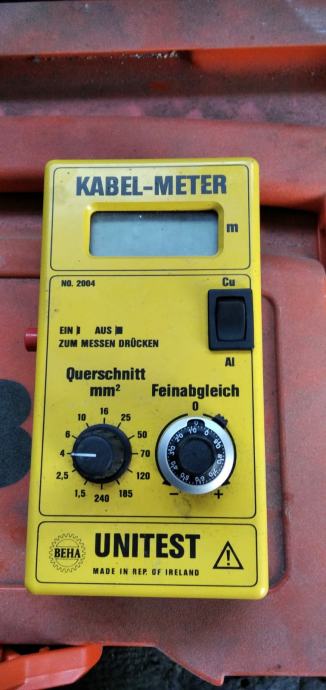 KABEL-METER
m
NO. 2004
Cu
EIN AUS
ZUM MESSEN DRÜCKEN
Al
Querschnitt
mm²
Feinabgleich
0
16
10 25
6 50
4 70
2,5 120
1,5 240 185
- +
BEHA
UNITEST
MADE IN REP. OF IRELAND